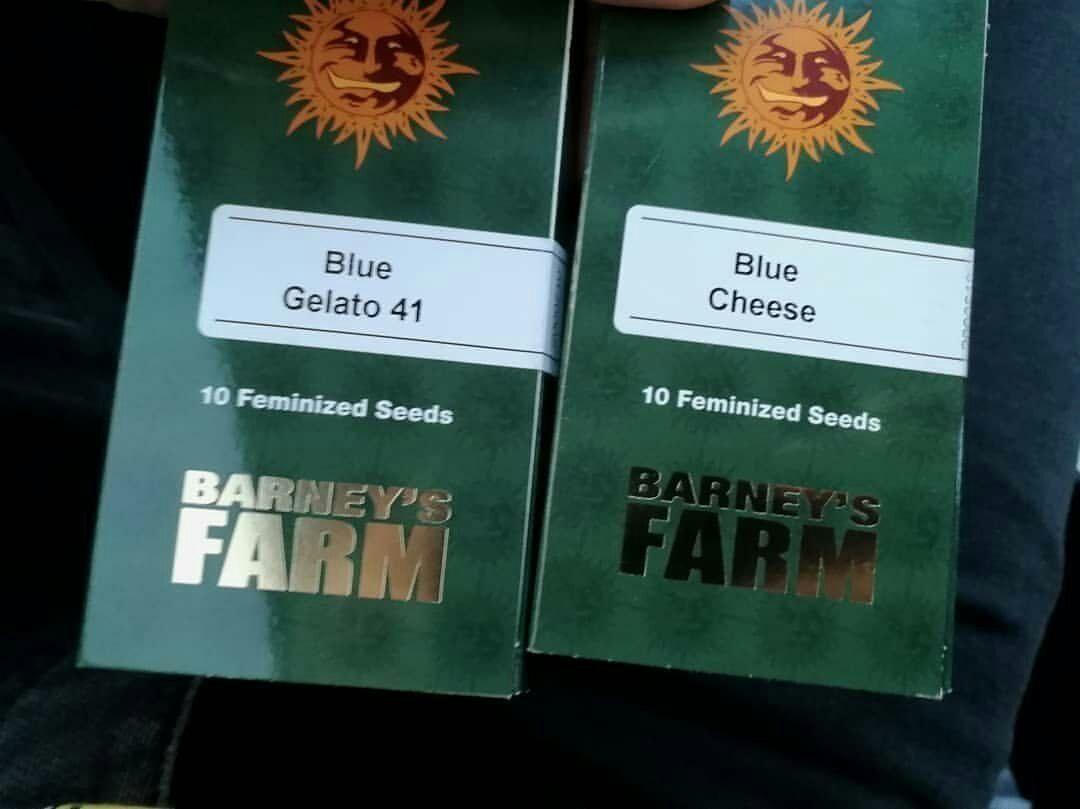 Blue
Gelato 41
10 Feminized Seeds
BARNEY'S
FARM
Blue
Cheese
10 Feminized Seeds
BARNEY'S
FARM